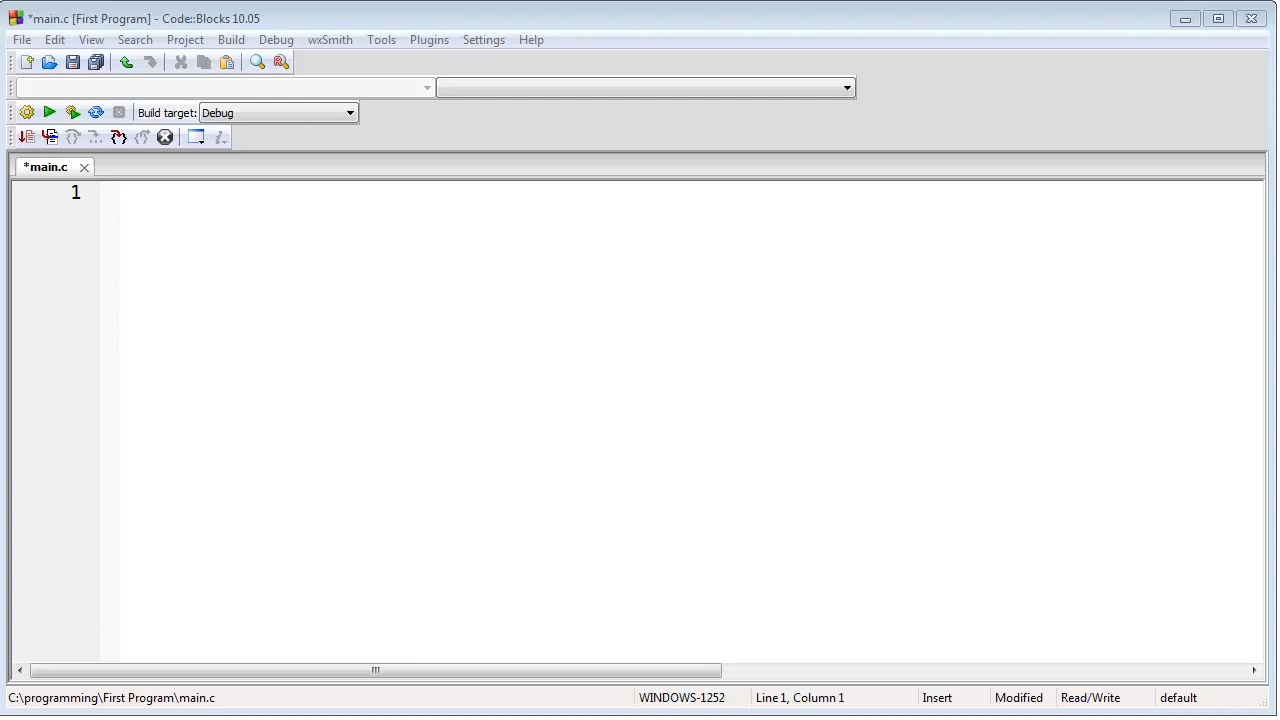 *main.c [First Program] - Code::Blocks 10.05
File Edit View Search Project Build Debug wxSmith Tools Plugins Settings Help
Build target: Debug
*main.c
1
C:\programming\First Program\main.c WINDOWS-1252 Line 1, Column 1 Insert Modified Read/Write default